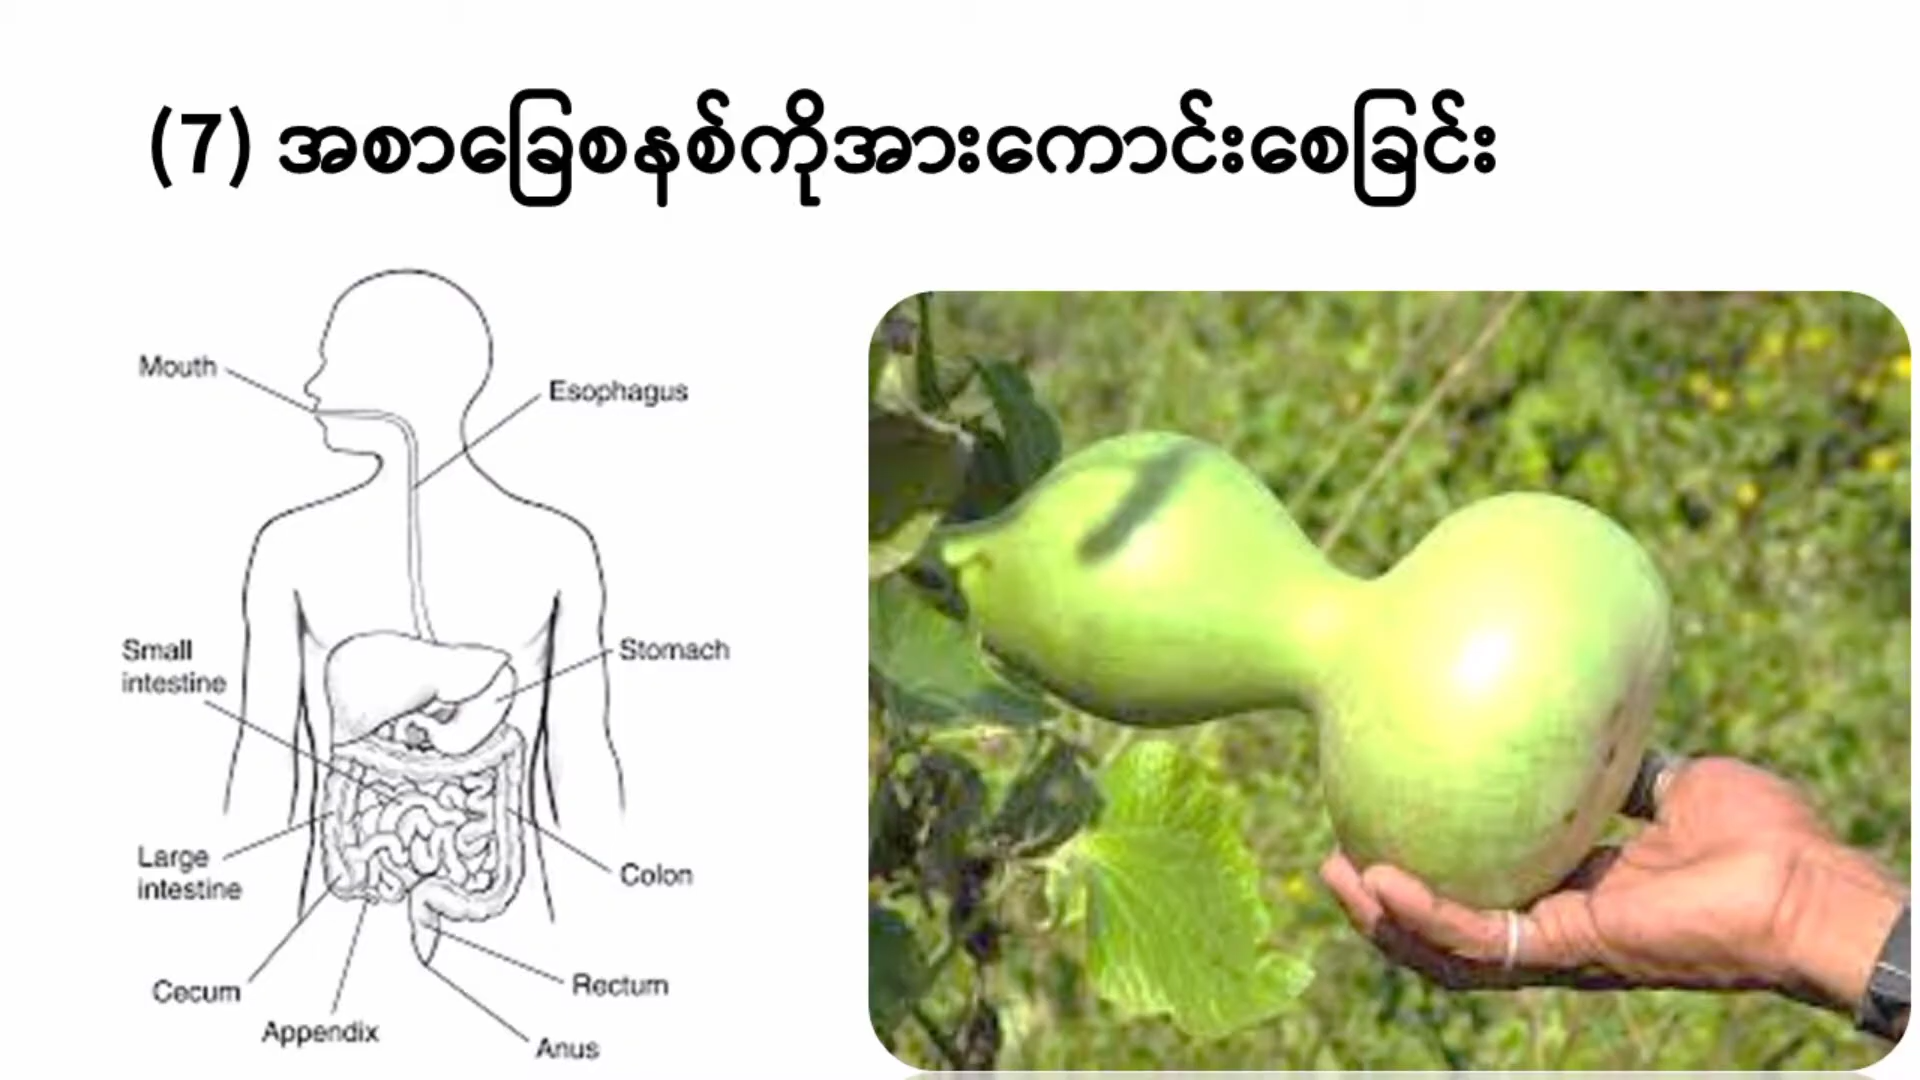 (7) အစာခြေစနစ်ကိုအားကောင်းစေခြင်း
Mouth
Esophagus
Small
intestine
Stomach
Large
intestine
Colon
Cecum
Rectum
Appendix
Anus